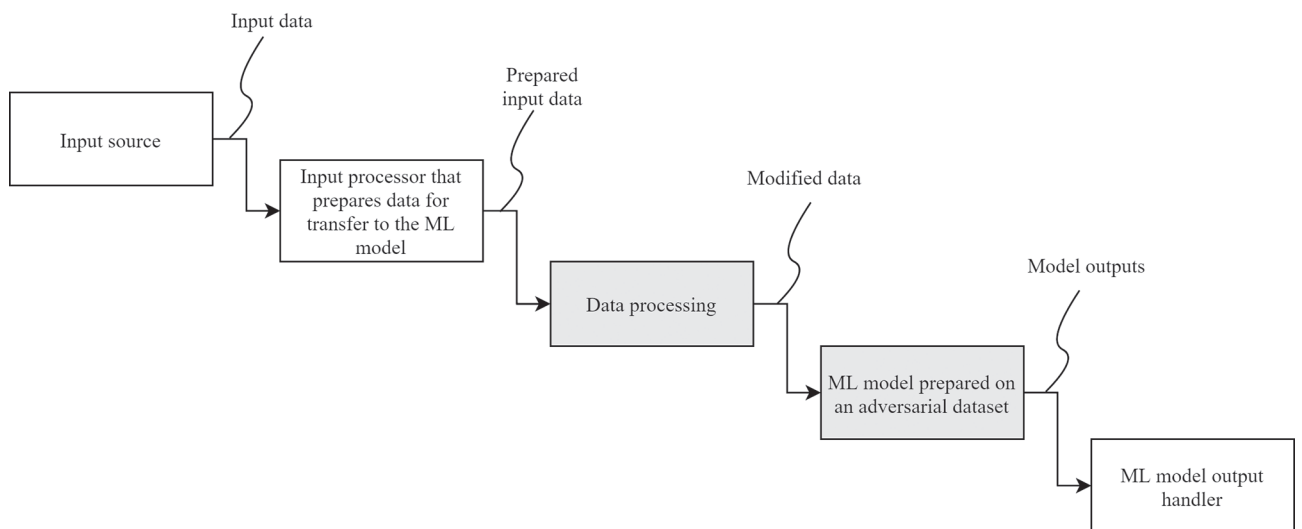 Input data
Input source
Prepared
input data
Input processor that
prepares data for
transfer to the ML
model
Modified data
Data processing
Model outputs
ML model prepared on
an adversarial dataset
ML model output
handler